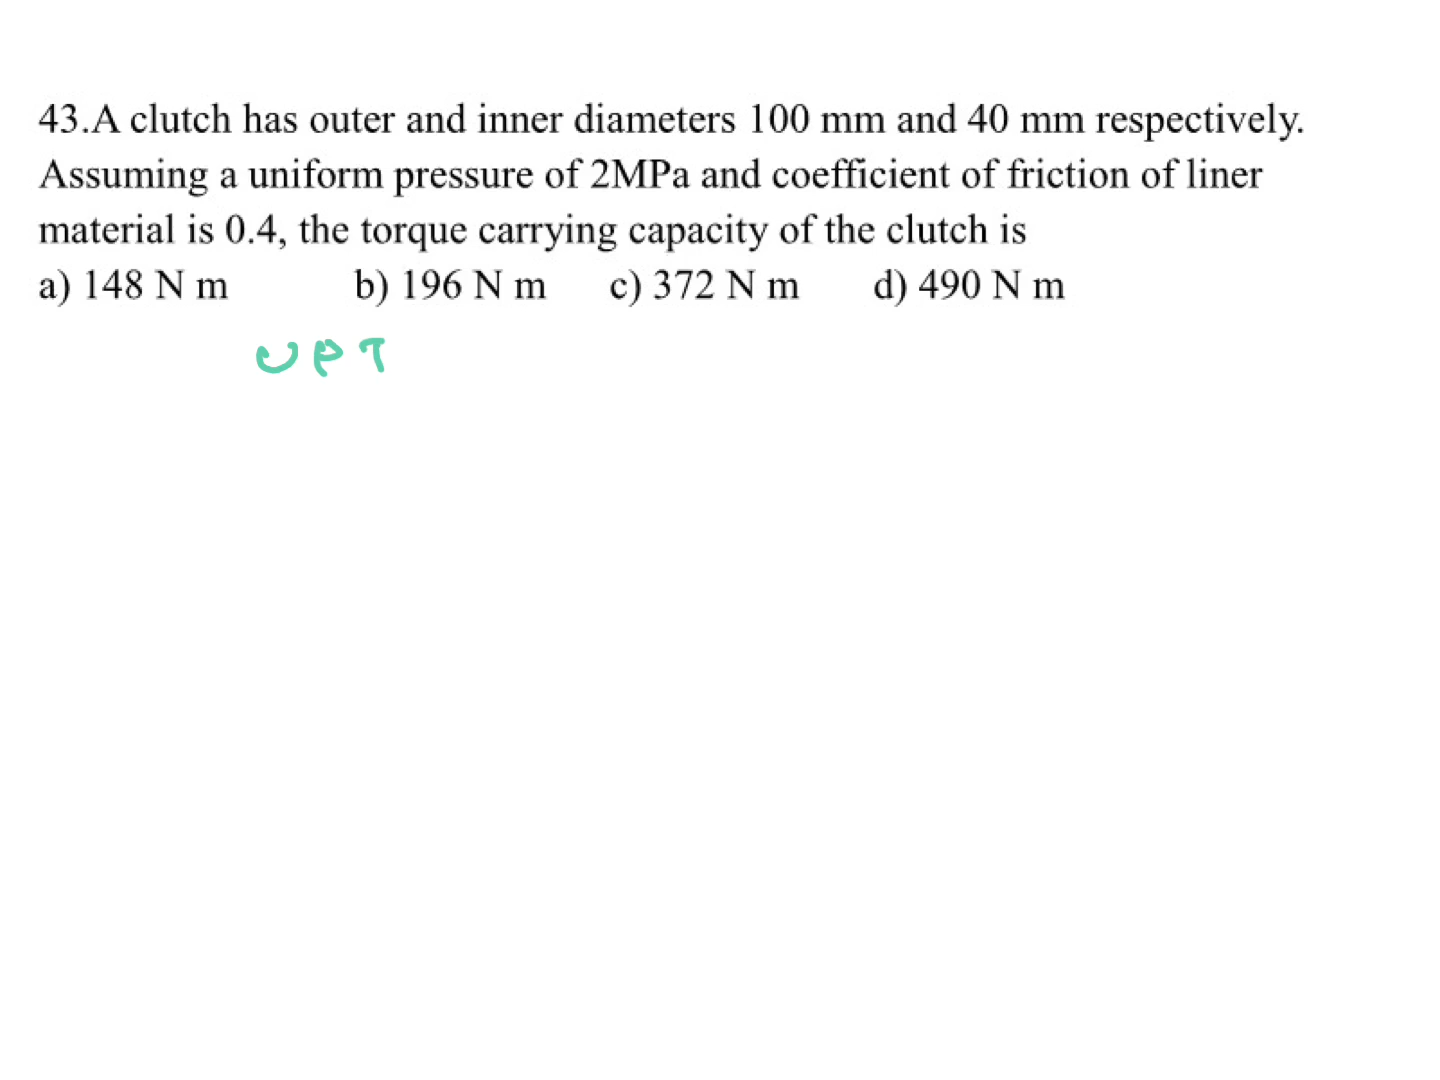 43.A clutch has outer and inner diameters 100 mm and 40 mm respectively.
Assuming a uniform pressure of 2MPa and coefficient of friction of liner
material is 0.4, the torque carrying capacity of the clutch is
a) 148 N m b) 196 N m c) 372 N m d) 490 N m
UPT